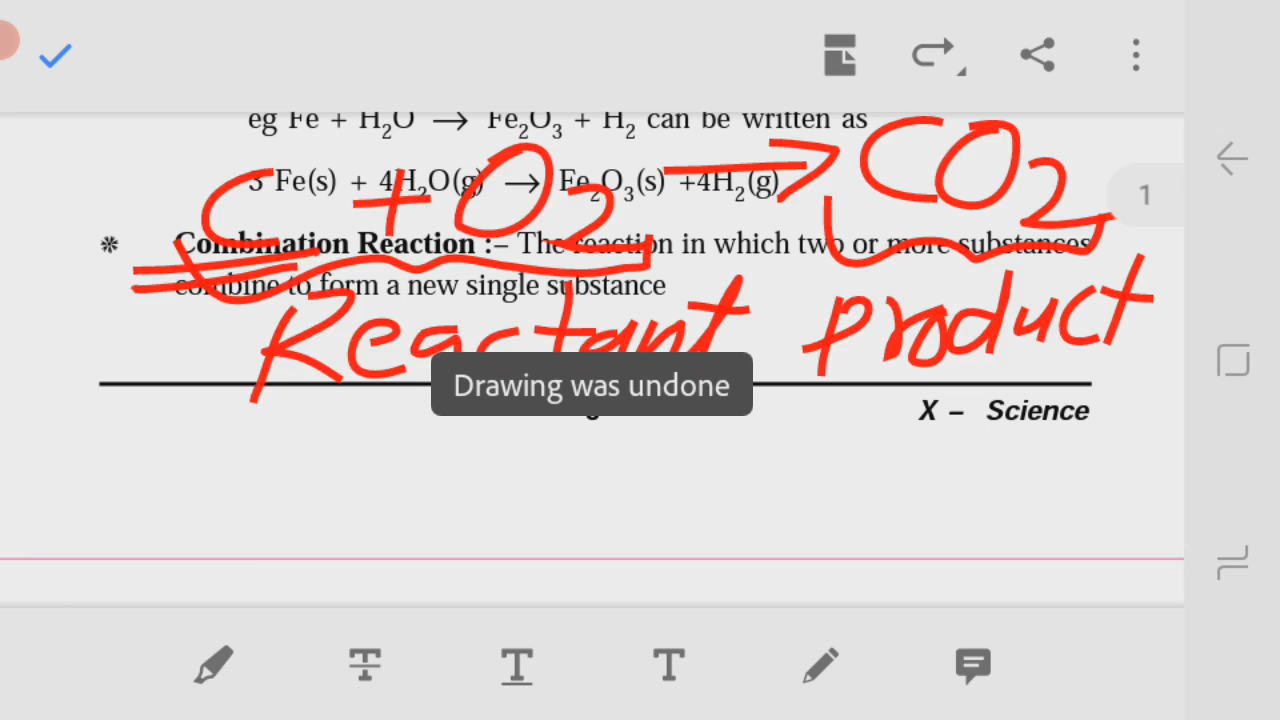 eg Fe + H₂O → Fe₂O₃ + H₂ can be written as
3 Fe(s) + 4H₂O(g) → Fe₂O₃(s) +4H₂(g)
C + O₂ → CO₂
1
* Combination Reaction :– The reaction in which two or more substances
combine to form a new single substance
Reactant product
Drawing was undone
X – Science
T T T